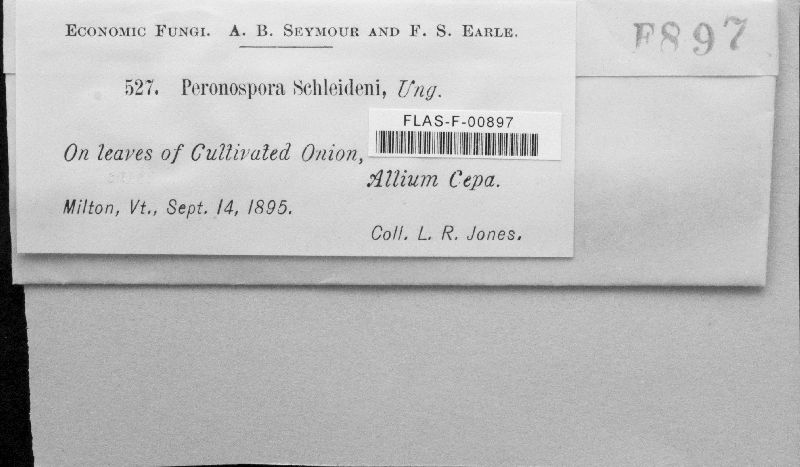 Economic Fungi. A. B. Seymour and F. S. Earle.
F897
527. Peronospora Schleideni, Ung.
FLAS-F-00897
On leaves of Cultivated Onion,
Allium Cepa.
Milton, Vt., Sept. 14, 1895.
Coll. L. R. Jones.